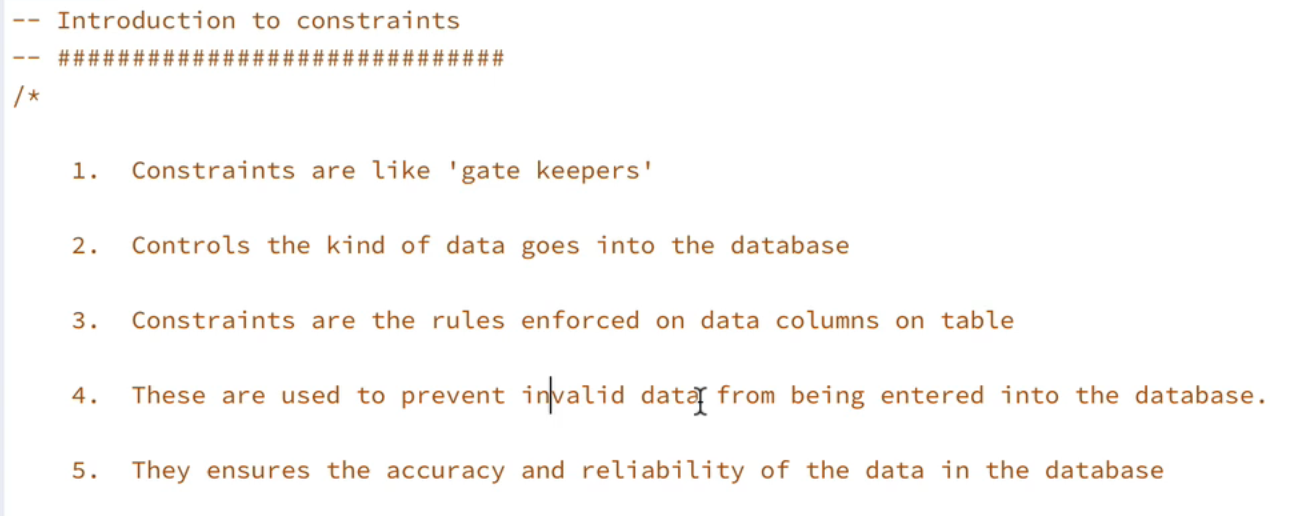 -- Introduction to constraints
-- ##############################
/*
1. Constraints are like 'gate keepers'
2. Controls the kind of data goes into the database
3. Constraints are the rules enforced on data columns on table
4. These are used to prevent invalid data from being entered into the database.
5. They ensures the accuracy and reliability of the data in the database